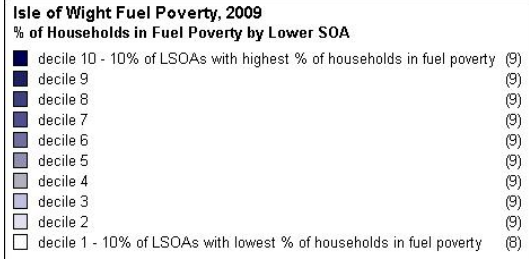 Isle of Wight Fuel Poverty, 2009
% of Households in Fuel Poverty by Lower SOA
decile 10 - 10% of LSOAs with highest % of households in fuel poverty (9)
decile 9 (9)
decile 8 (9)
decile 7 (9)
decile 6 (9)
decile 5 (9)
decile 4 (9)
decile 3 (9)
decile 2 (9)
decile 1 - 10% of LSOAs with lowest % of households in fuel poverty (8)